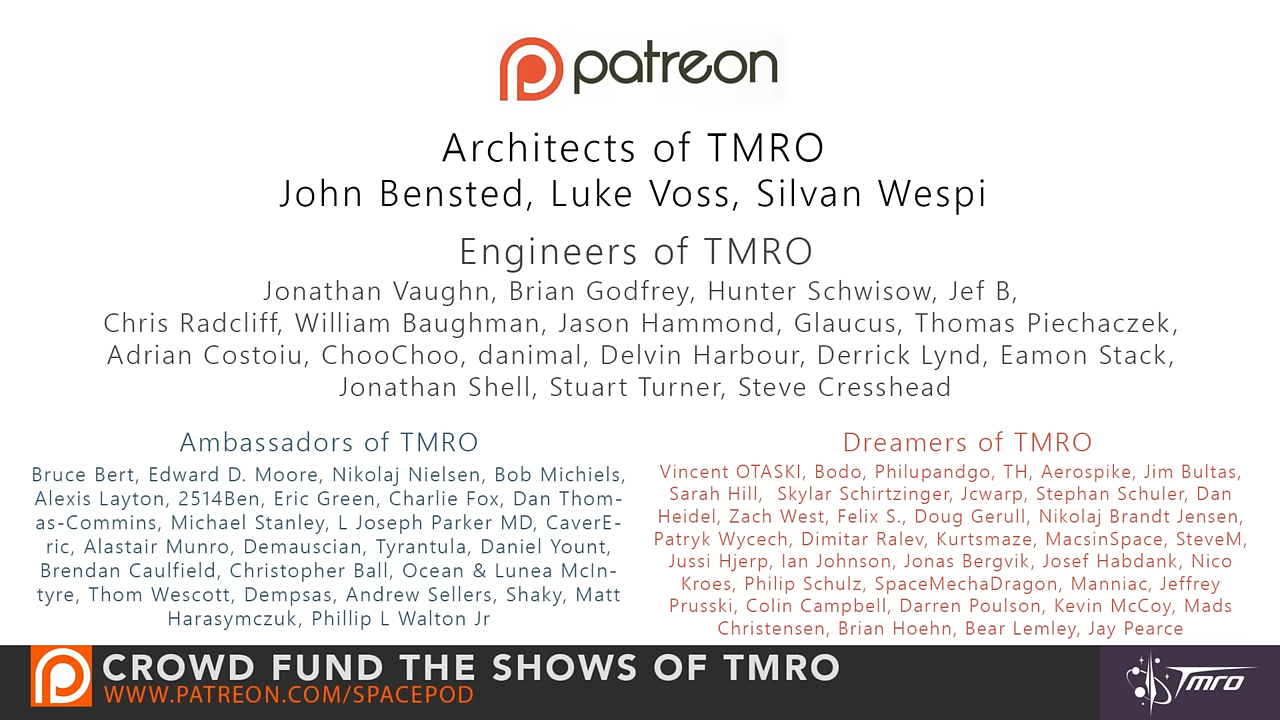 patreon
Architects of TMRO
John Bensted, Luke Voss, Silvan Wespi
Engineers of TMRO
Jonathan Vaughn, Brian Godfrey, Hunter Schwisow, Jef B,
Chris Radcliff, William Baughman, Jason Hammond, Glaucus, Thomas Piechaczek,
Adrian Costoiu, ChooChoo, danimal, Delvin Harbour, Derrick Lynd, Eamon Stack,
Jonathan Shell, Stuart Turner, Steve Cresshead
Ambassadors of TMRO
Bruce Bert, Edward D. Moore, Nikolaj Nielsen, Bob Michiels,
Alexis Layton, 2514Ben, Eric Green, Charlie Fox, Dan Thom-
as-Commins, Michael Stanley, L Joseph Parker MD, CaverE-
ric, Alastair Munro, Demauscian, Tyrantula, Daniel Yount,
Brendan Caulfield, Christopher Ball, Ocean & Lunea McIn-
tyre, Thom Wescott, Dempsas, Andrew Sellers, Shaky, Matt
Harasymczuk, Phillip L Walton Jr
Dreamers of TMRO
Vincent OTASKI, Bodo, Philupandgo, TH, Aerospike, Jim Bultas,
Sarah Hill, Skylar Schirtzinger, Jcwarp, Stephan Schuler, Dan
Heidel, Zach West, Felix S., Doug Gerull, Nikolaj Brandt Jensen,
Patryk Wycech, Dimitar Ralev, Kurtsmaze, MacsinSpace, SteveM,
Jussi Hjerp, Ian Johnson, Jonas Bergvik, Josef Habdank, Nico
Kroes, Philip Schulz, SpaceMechaDragon, Manniac, Jeffrey
Prusski, Colin Campbell, Darren Poulson, Kevin McCoy, Mads
Christensen, Brian Hoehn, Bear Lemley, Jay Pearce
CROWD FUND THE SHOWS OF TMRO
WWW.PATREON.COM/SPACEPOD
Tmro